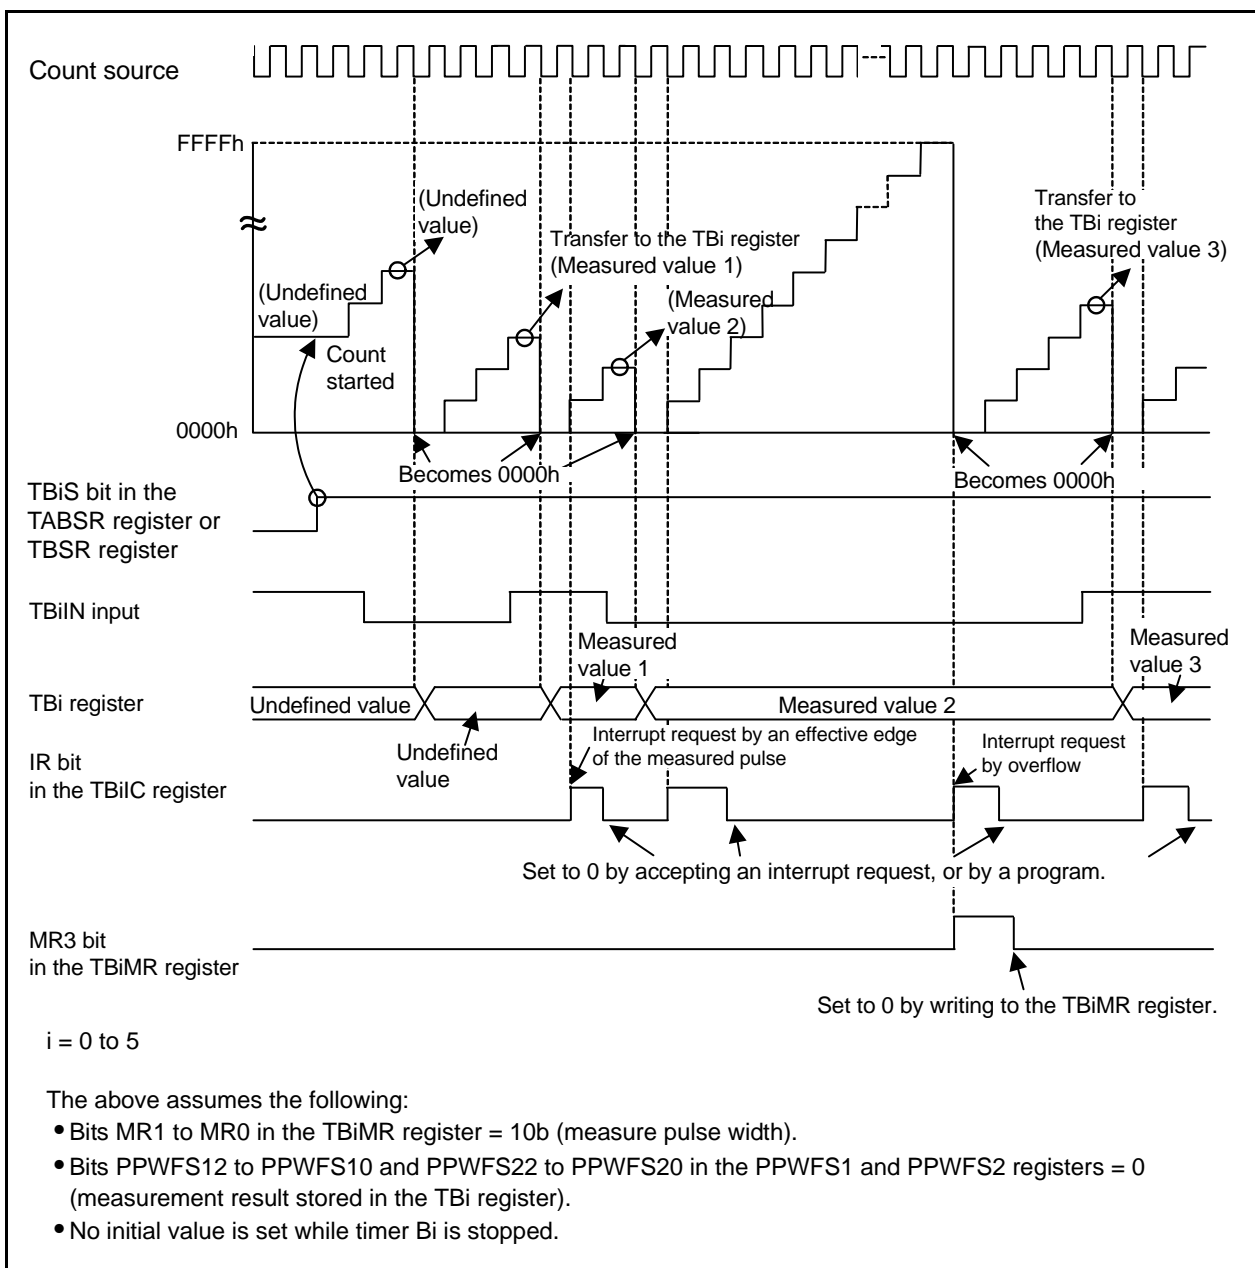 Count source
FFFFh
(Undefined
value)
Transfer to the TBi register
(Measured value 1)
Transfer to
the TBi register
(Measured value 3)
(Undefined
value)
(Measured
value 2)
Count
started
0000h
Becomes 0000h
Becomes 0000h
TBiS bit in the
TABSR register or
TBSR register
TBiIN input
Measured
value 1
Measured
value 3
TBi register
Undefined value
Measured value 2
Undefined
value
Interrupt request by an effective edge
of the measured pulse
Interrupt request
by overflow
IR bit
in the TBiIC register
Set to 0 by accepting an interrupt request, or by a program.
MR3 bit
in the TBiMR register
Set to 0 by writing to the TBiMR register.
i = 0 to 5
The above assumes the following:
• Bits MR1 to MR0 in the TBiMR register = 10b (measure pulse width).
• Bits PPWFS12 to PPWFS10 and PPWFS22 to PPWFS20 in the PPWFS1 and PPWFS2 registers = 0
(measurement result stored in the TBi register).
• No initial value is set while timer Bi is stopped.